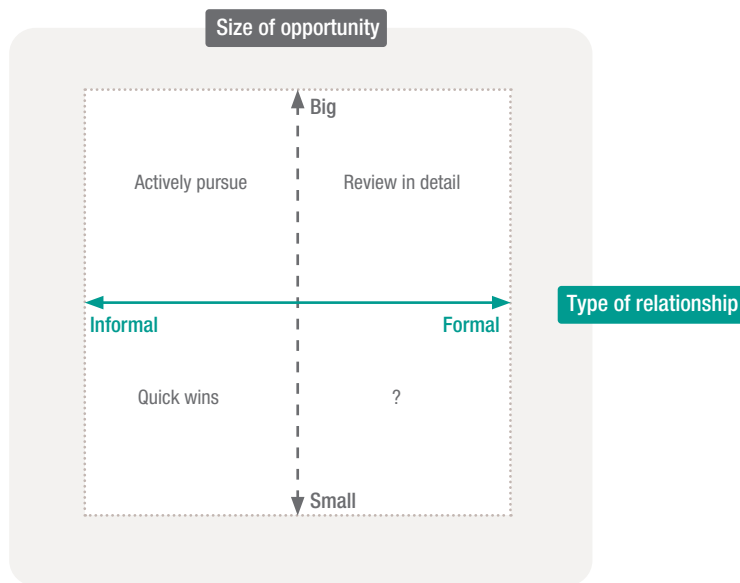 Size of opportunity
Big
Actively pursue
Review in detail
Type of relationship
Informal
Formal
Quick wins
?
Small